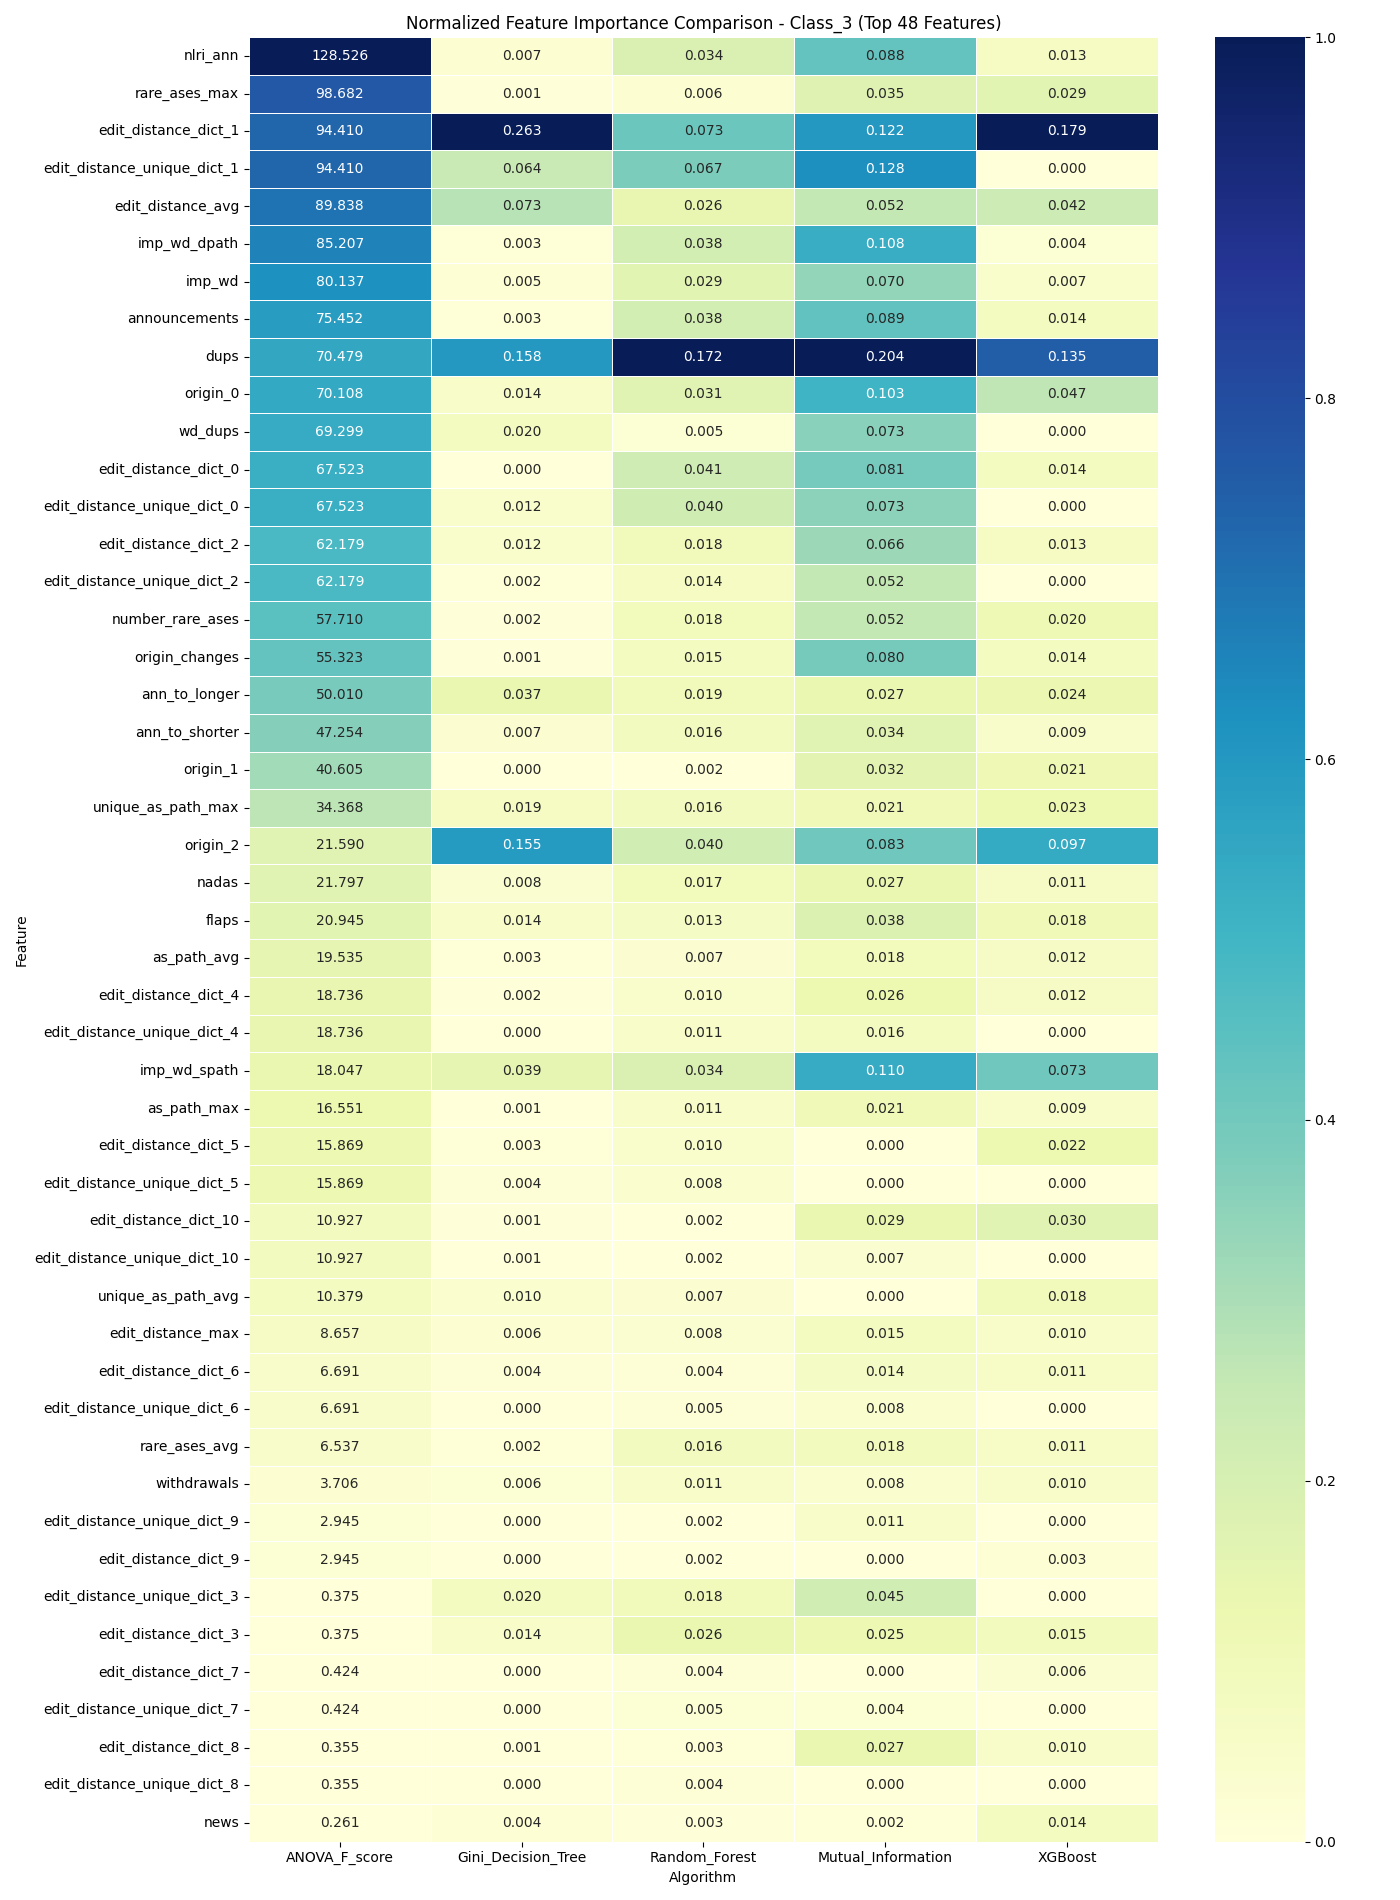 Normalized Feature Importance Comparison - Class_3 (Top 48 Features)
nlri_ann 128.526 0.007 0.034 0.088 0.013
rare_ases_max 98.682 0.001 0.006 0.035 0.029
edit_distance_dict_1 94.410 0.263 0.073 0.122 0.179
edit_distance_unique_dict_1 94.410 0.064 0.067 0.128 0.000
edit_distance_avg 89.838 0.073 0.026 0.052 0.042
imp_wd_dpath 85.207 0.003 0.038 0.108 0.004
imp_wd 80.137 0.005 0.029 0.070 0.007
announcements 75.452 0.003 0.038 0.089 0.014
dups 70.479 0.158 0.172 0.204 0.135
origin_0 70.108 0.014 0.031 0.103 0.047
wd_dups 69.299 0.020 0.005 0.073 0.000
edit_distance_dict_0 67.523 0.000 0.041 0.081 0.014
edit_distance_unique_dict_0 67.523 0.012 0.040 0.073 0.000
edit_distance_dict_2 62.179 0.012 0.018 0.066 0.013
edit_distance_unique_dict_2 62.179 0.002 0.014 0.052 0.000
number_rare_ases 57.710 0.002 0.018 0.052 0.020
origin_changes 55.323 0.001 0.015 0.080 0.014
ann_to_longer 50.010 0.037 0.019 0.027 0.024
ann_to_shorter 47.254 0.007 0.016 0.034 0.009
origin_1 40.605 0.000 0.002 0.032 0.021
unique_as_path_max 34.368 0.019 0.016 0.021 0.023
origin_2 21.590 0.155 0.040 0.083 0.097
nadas 21.797 0.008 0.017 0.027 0.011
flaps 20.945 0.014 0.013 0.038 0.018
as_path_avg 19.535 0.003 0.007 0.018 0.012
edit_distance_dict_4 18.736 0.002 0.010 0.026 0.012
edit_distance_unique_dict_4 18.736 0.000 0.011 0.016 0.000
imp_wd_spath 18.047 0.039 0.034 0.110 0.073
as_path_max 16.551 0.001 0.011 0.021 0.009
edit_distance_dict_5 15.869 0.003 0.010 0.000 0.022
edit_distance_unique_dict_5 15.869 0.004 0.008 0.000 0.000
edit_distance_dict_10 10.927 0.001 0.002 0.029 0.030
edit_distance_unique_dict_10 10.927 0.001 0.002 0.007 0.000
unique_as_path_avg 10.379 0.010 0.007 0.000 0.018
edit_distance_max 8.657 0.006 0.008 0.015 0.010
edit_distance_dict_6 6.691 0.004 0.004 0.014 0.011
edit_distance_unique_dict_6 6.691 0.000 0.005 0.008 0.000
rare_ases_avg 6.537 0.002 0.016 0.018 0.011
withdrawals 3.706 0.006 0.011 0.008 0.010
edit_distance_unique_dict_9 2.945 0.000 0.002 0.011 0.000
edit_distance_dict_9 2.945 0.000 0.002 0.000 0.003
edit_distance_unique_dict_3 0.375 0.020 0.018 0.045 0.000
edit_distance_dict_3 0.375 0.014 0.026 0.025 0.015
edit_distance_dict_7 0.424 0.000 0.004 0.000 0.006
edit_distance_unique_dict_7 0.424 0.000 0.005 0.004 0.000
edit_distance_dict_8 0.355 0.001 0.003 0.027 0.010
edit_distance_unique_dict_8 0.355 0.000 0.004 0.000 0.000
news 0.261 0.004 0.003 0.002 0.014
ANOVA_F_score Gini_Decision_Tree Random_Forest Mutual_Information XGBoost
Algorithm
Feature
1.0
0.8
0.6
0.4
0.2
0.0